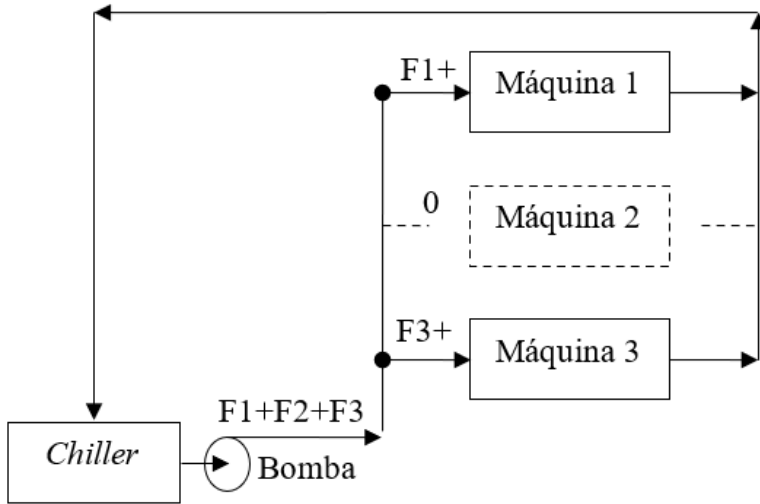 F1+
Máquina 1
0
Máquina 2
F3+
Máquina 3
F1+F2+F3
Chiller
Bomba